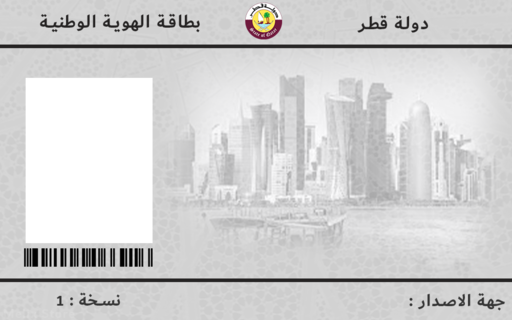 دولة قطر
بطاقة الهوية الوطنية
جهة الاصدار :
نسخة : 1